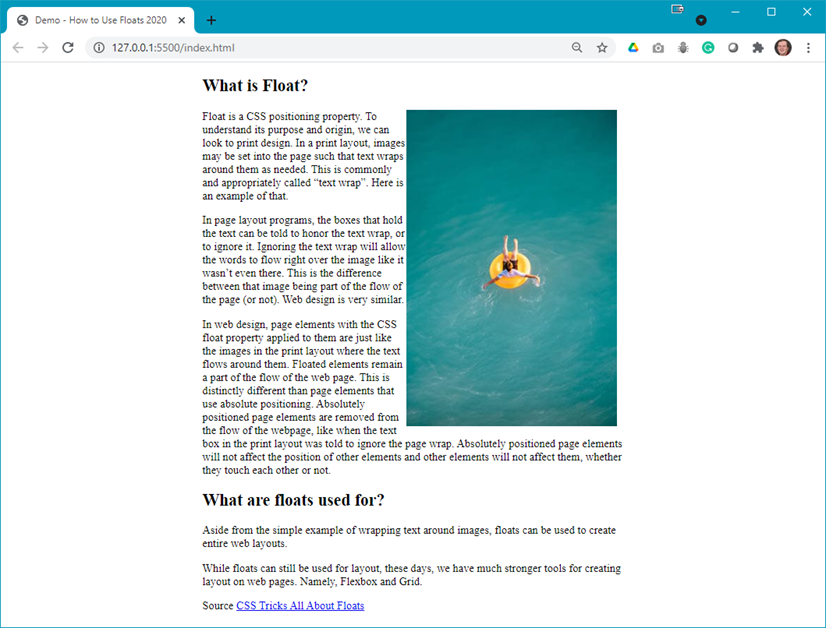 Demo - How to Use Floats 2020
127.0.0.1:5500/index.html
What is Float?
Float is a CSS positioning property. To
understand its purpose and origin, we can
look to print design. In a print layout, images
may be set into the page such that text wraps
around them as needed. This is commonly
and appropriately called “text wrap”. Here is
an example of that.
In page layout programs, the boxes that hold
the text can be told to honor the text wrap, or
to ignore it. Ignoring the text wrap will allow
the words to flow right over the image like it
wasn’t even there. This is the difference
between that image being part of the flow of
the page (or not). Web design is very similar.
In web design, page elements with the CSS
float property applied to them are just like
the images in the print layout where the text
flows around them. Floated elements remain
a part of the flow of the web page. This is
distinctly different than page elements that
use absolute positioning. Absolutely
positioned page elements are removed from
the flow of the webpage, like when the text
box in the print layout was told to ignore the page wrap. Absolutely positioned page elements
will not affect the position of other elements and other elements will not affect them, whether
they touch each other or not.
What are floats used for?
Aside from the simple example of wrapping text around images, floats can be used to create
entire web layouts.
While floats can still be used for layout, these days, we have much stronger tools for creating
layout on web pages. Namely, Flexbox and Grid.
Source CSS Tricks All About Floats